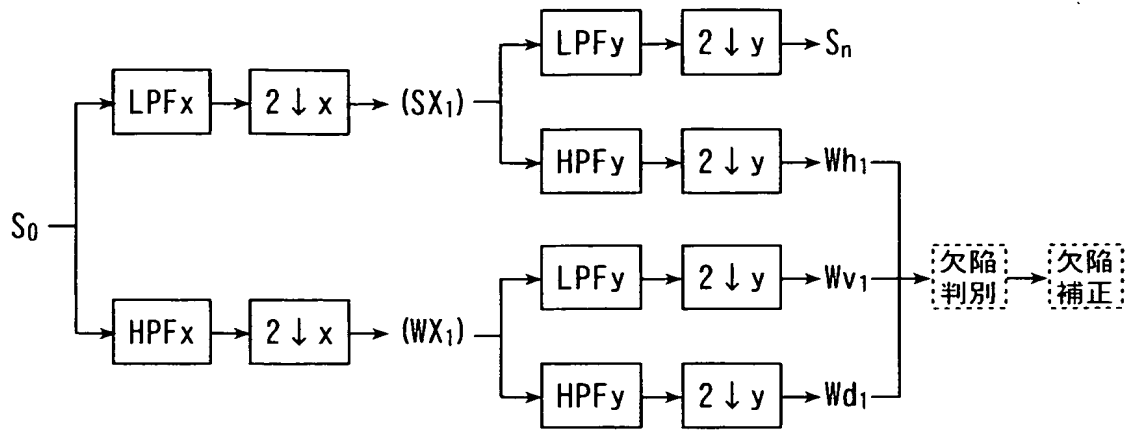 LPFy 2↓y Sn
LPFx 2↓x (SX1)
HPFy 2↓y Wh1
S0
LPFy 2↓y Wv1
欠陥
判別
欠陥
補正
HPFx 2↓x (WX1)
HPFy 2↓y Wd1